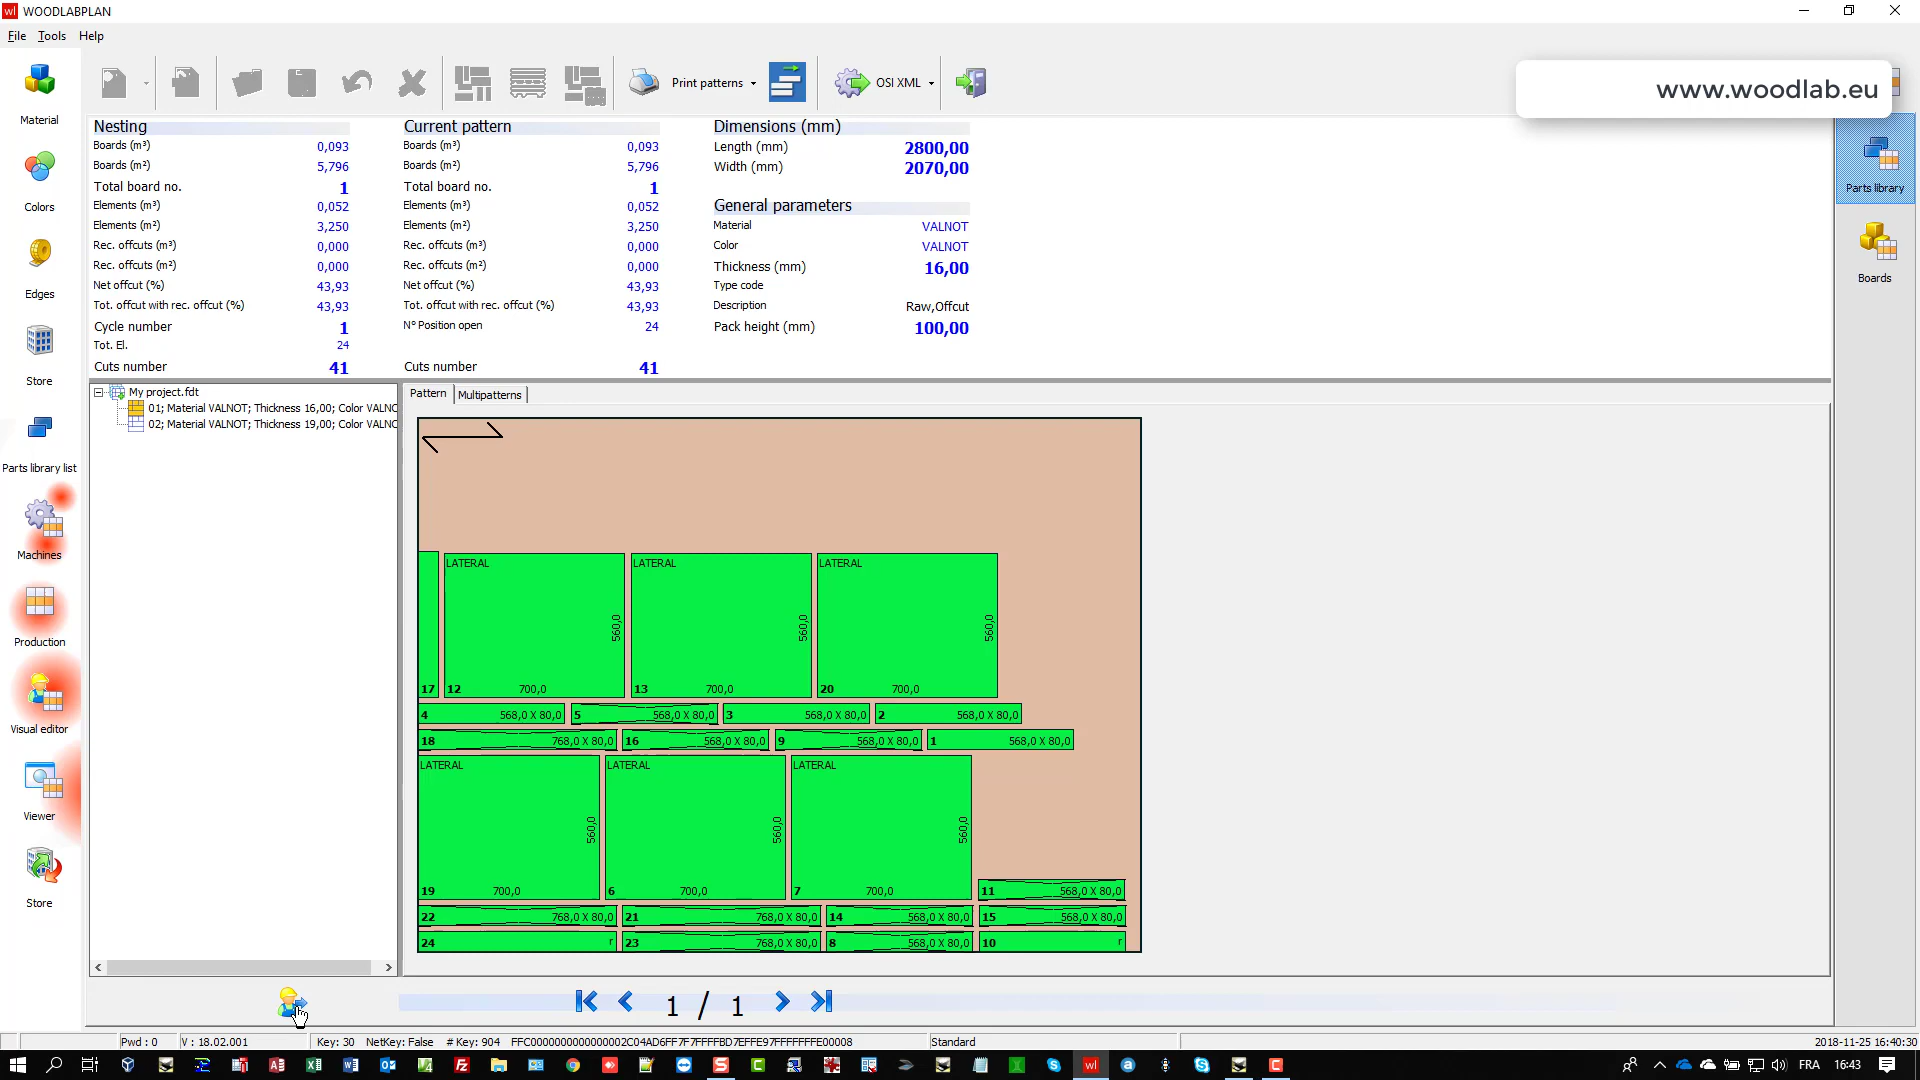 WOODLABPLAN
File Tools Help
Print patterns
OSI XML
www.woodlab.eu
Material
Colors
Edges
Store
Parts library list
Machines
Production
Visual editor
Viewer
Store
Nesting
Boards (m³) 0,093
Boards (m²) 5,796
Total board no. 1
Elements (m³) 0,052
Elements (m²) 3,250
Rec. offcuts (m³) 0,000
Rec. offcuts (m²) 0,000
Net offcut (%) 43,93
Tot. offcut with rec. offcut (%) 43,93
Cycle number 1
Tot. El. 24
Cuts number 41
Current pattern
Boards (m³) 0,093
Boards (m²) 5,796
Total board no. 1
Elements (m³) 0,052
Elements (m²) 3,250
Rec. offcuts (m³) 0,000
Rec. offcuts (m²) 0,000
Net offcut (%) 43,93
Tot. offcut with rec. offcut (%) 43,93
N° Position open 24
Cuts number 41
Dimensions (mm)
Length (mm) 2800,00
Width (mm) 2070,00
General parameters
Material VALNOT
Color VALNOT
Thickness (mm) 16,00
Type code
Description Raw,Offcut
Pack height (mm) 100,00
Parts library
Boards
My project.fdt
01; Material VALNOT; Thickness 16,00; Color VALNO
02; Material VALNOT; Thickness 19,00; Color VALNO
Pattern Multipatterns
LATERAL LATERAL LATERAL
560,0 560,0 560,0
17 12 700,0 13 700,0 20 700,0
4 568,0 X 80,0 5 568,0 X 80,0 3 568,0 X 80,0 2 568,0 X 80,0
18 768,0 X 80,0 16 568,0 X 80,0 9 568,0 X 80,0 1 568,0 X 80,0
LATERAL LATERAL LATERAL
560,0 560,0 560,0
19 700,0 6 700,0 7 700,0 11 568,0 X 80,0
22 768,0 X 80,0 21 768,0 X 80,0 14 568,0 X 80,0 15 568,0 X 80,0
24 r 23 768,0 X 80,0 8 568,0 X 80,0 10 r
1 / 1
Pwd : 0 V : 18.02.001 Key: 30 NetKey: False # Key: 904 Standard 2018-11-25 16:40:30
FRA 16:43